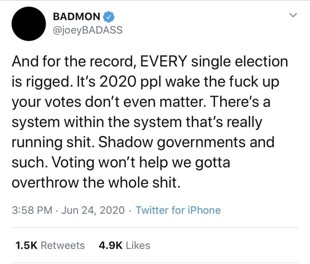 BADMON
@joeyBADASS
And for the record, EVERY single election
is rigged. It's 2020 ppl wake the fuck up
your votes don't even matter. There's a
system within the system that's really
running shit. Shadow governments and
such. Voting won't help we gotta
overthrow the whole shit.
3:58 PM · Jun 24, 2020 · Twitter for iPhone
1.5K Retweets 4.9K Likes